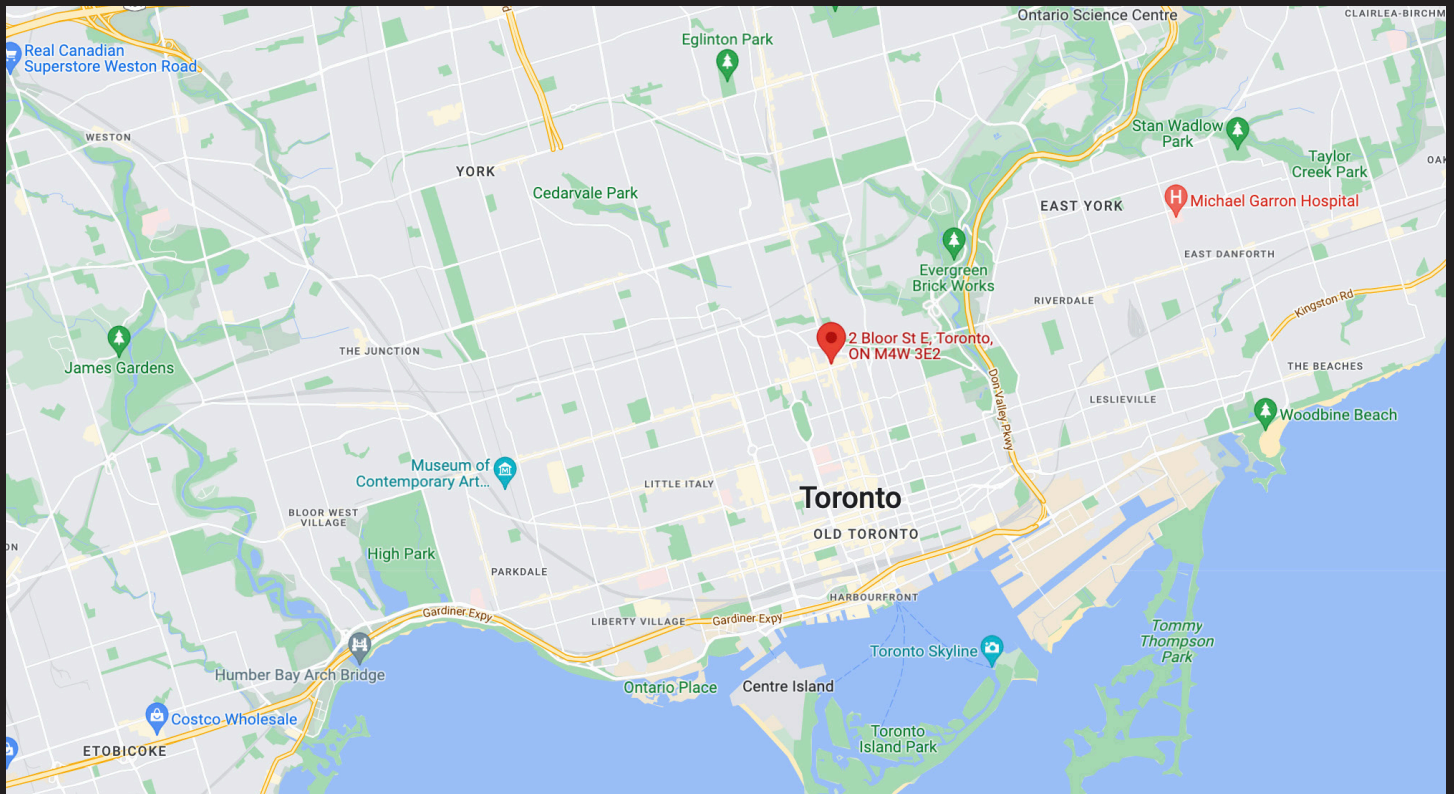 Ontario Science Centre
CLAIRLEA-BIRCHM
Eglinton Park
Real Canadian
Superstore Weston Road
Stan Wadlow
Park
WESTON
Taylor
Creek Park
OAK
YORK
Cedarvale Park
EAST YORK
Michael Garron Hospital
EAST DANFORTH
Evergreen
Brick Works
RIVERDALE
Kingston Rd
2 Bloor St E, Toronto,
ON M4W 3E2
THE JUNCTION
James Gardens
THE BEACHES
Don Valley Pkwy
LESLIEVILLE
Woodbine Beach
Museum of
Contemporary Art...
LITTLE ITALY
Toronto
BLOOR WEST
VILLAGE
OLD TORONTO
ON
High Park
PARKDALE
HARBOURFRONT
Gardiner Expy
LIBERTY VILLAGE
Gardiner Expy
Tommy
Thompson
Park
Toronto Skyline
Humber Bay Arch Bridge
Ontario Place
Centre Island
Costco Wholesale
Toronto
Island Park
ETOBICOKE